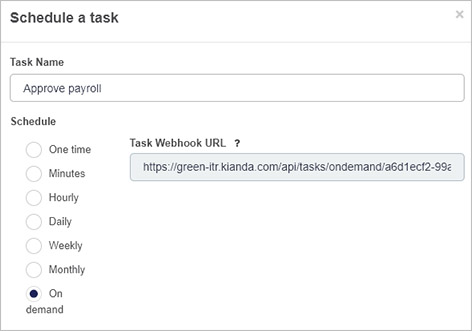 Schedule a task
×
Task Name
Approve payroll
Schedule
Task Webhook URL ?
One time
https://green-itr.kianda.com/api/tasks/ondemand/a6d1ecf2-99a
Minutes
Hourly
Daily
Weekly
Monthly
On
demand